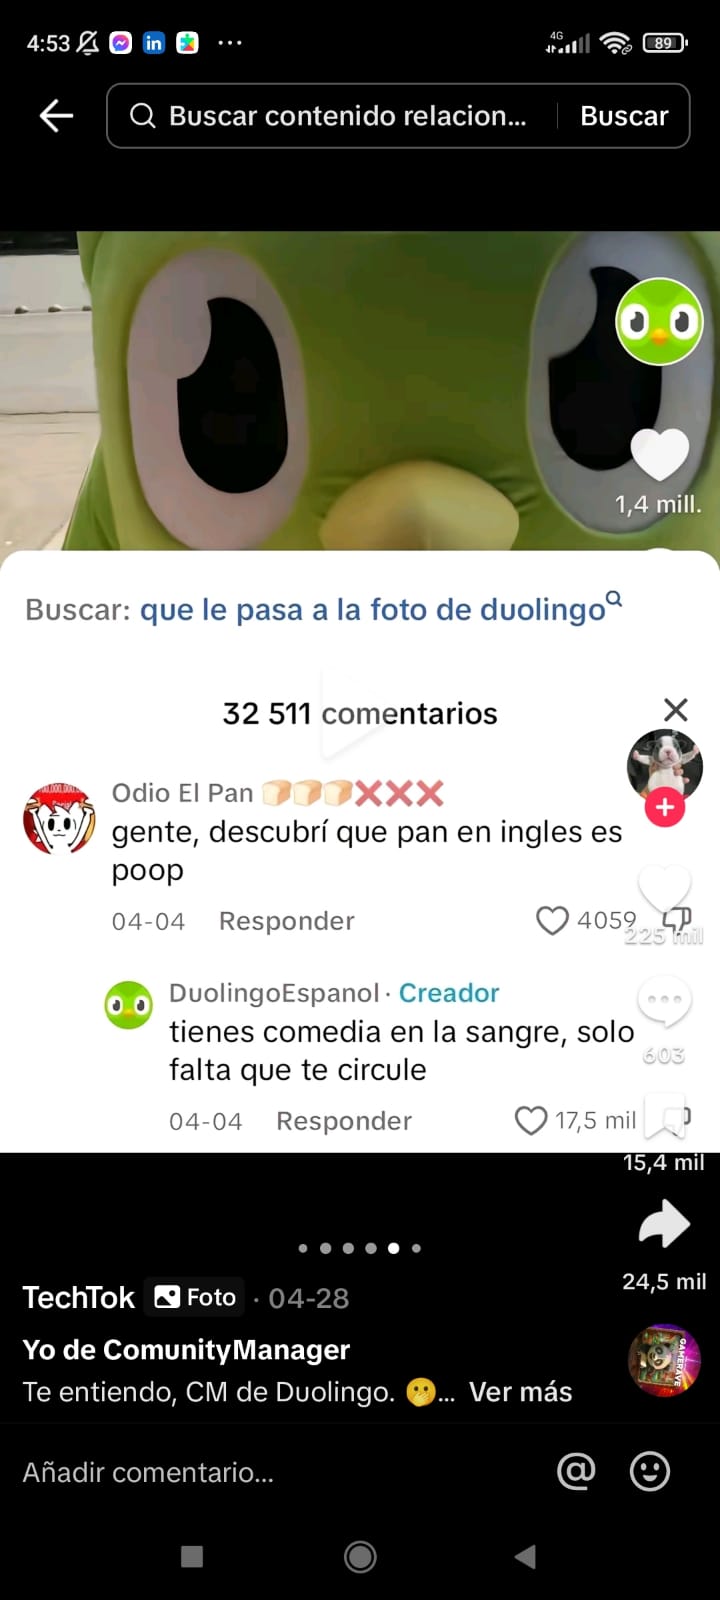 4:53
4G
89
Buscar contenido relacion...
Buscar
1,4 mill.
Buscar: que le pasa a la foto de duolingo
32 511 comentarios
Odio El Pan 🍞🍞🍞❌❌❌
gente, descubrí que pan en ingles es
poop
04-04 Responder 4059
225 mil
DuolingoEspanol · Creador
tienes comedia en la sangre, solo
falta que te circule
603
04-04 Responder 17,5 mil
15,4 mil
24,5 mil
TechTok Foto · 04-28
Yo de ComunityManager
Te entiendo, CM de Duolingo. 🫢... Ver más
Añadir comentario...